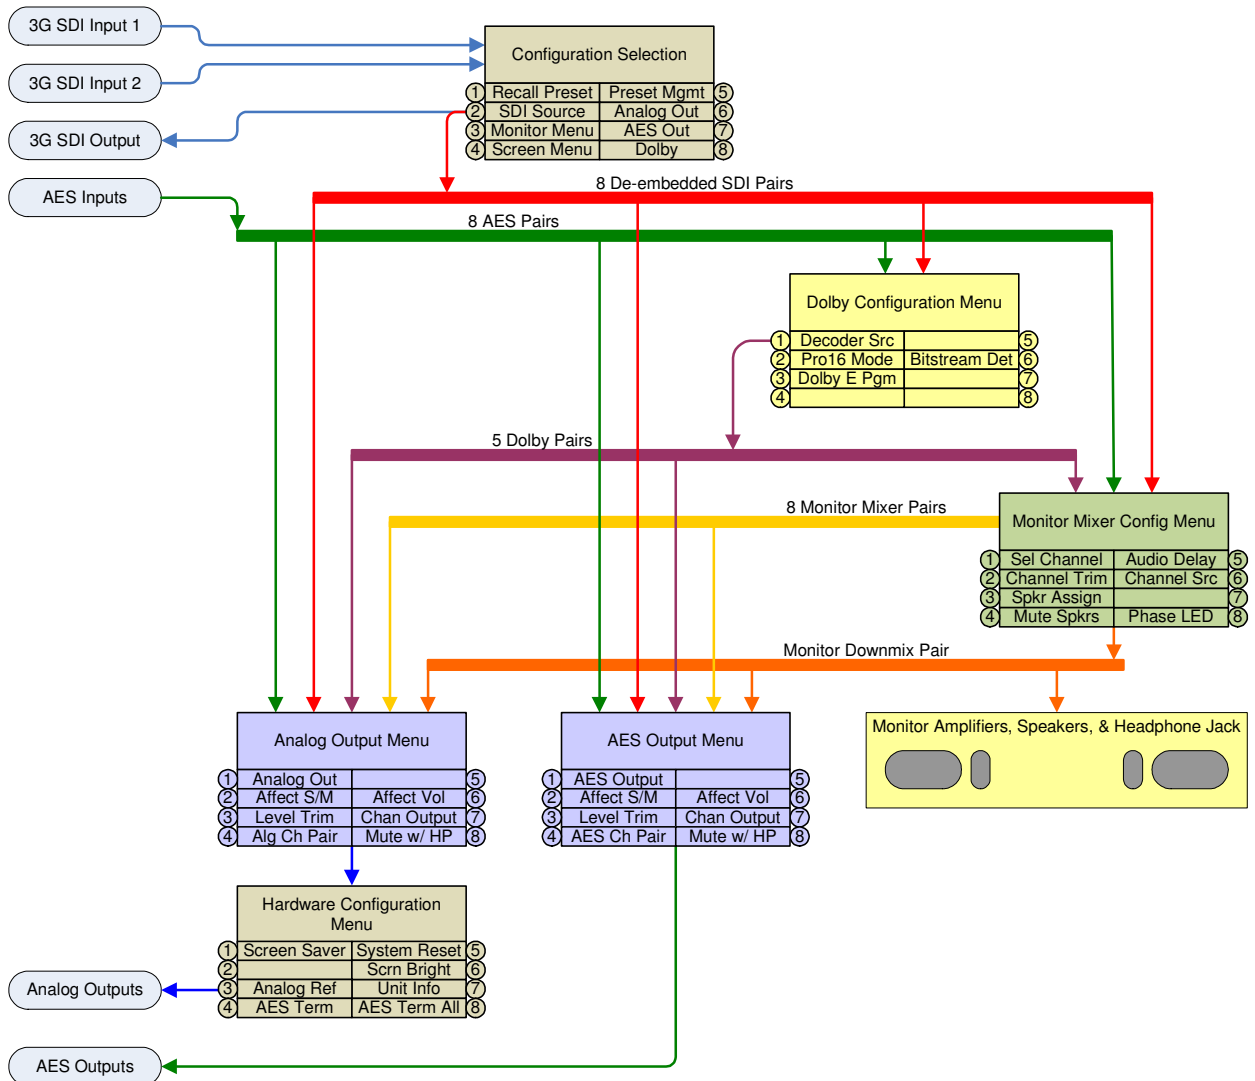 3G SDI Input 1
3G SDI Input 2
3G SDI Output
AES Inputs
Configuration Selection
1 Recall Preset Preset Mgmt 5
2 SDI Source Analog Out 6
3 Monitor Menu AES Out 7
4 Screen Menu Dolby 8
8 De-embedded SDI Pairs
8 AES Pairs
Dolby Configuration Menu
1 Decoder Src 5
2 Pro16 Mode Bitstream Det 6
3 Dolby E Pgm 7
4 8
5 Dolby Pairs
8 Monitor Mixer Pairs
Monitor Mixer Config Menu
1 Sel Channel Audio Delay 5
2 Channel Trim Channel Src 6
3 Spkr Assign 7
4 Mute Spkrs Phase LED 8
Monitor Downmix Pair
Analog Output Menu
1 Analog Out 5
2 Affect S/M Affect Vol 6
3 Level Trim Chan Output 7
4 Alg Ch Pair Mute w/ HP 8
AES Output Menu
1 AES Output 5
2 Affect S/M Affect Vol 6
3 Level Trim Chan Output 7
4 AES Ch Pair Mute w/ HP 8
Monitor Amplifiers, Speakers, & Headphone Jack
Hardware Configuration
Menu
1 Screen Saver System Reset 5
2 Scrn Bright 6
3 Analog Ref Unit Info 7
4 AES Term AES Term All 8
Analog Outputs
AES Outputs